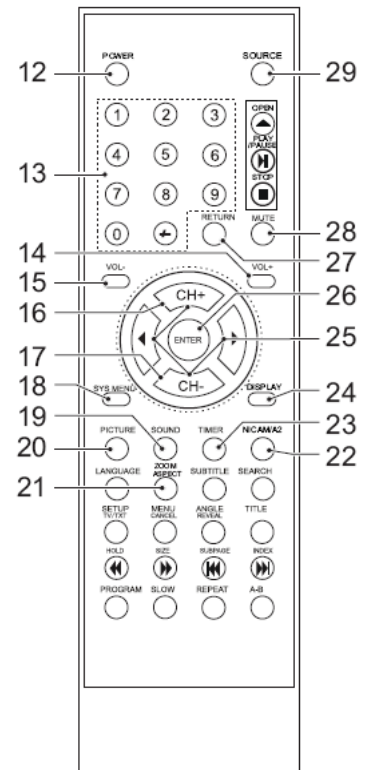 POWER SOURCE
12 29
1 2 3 OPEN
PLAY
/PAUSE
4 5 6
13 STOP
7 8 9
RETURN MUTE
0 -/-- 28
14 27
VOL- VOL+
15
CH+ 26
16
ENTER 25
17
CH-
18 SYS MENU DISPLAY 24
19 23
PICTURE SOUND TIMER NICAM/A2
20 22
LANGUAGE ZOOM
ASPECT SUBTITLE SEARCH
21
SETUP
TV/TXT MENU
CANCEL ANGLE
REVEAL TITLE
HOLD SIZE SUBPAGE INDEX
PROGRAM SLOW REPEAT A-B